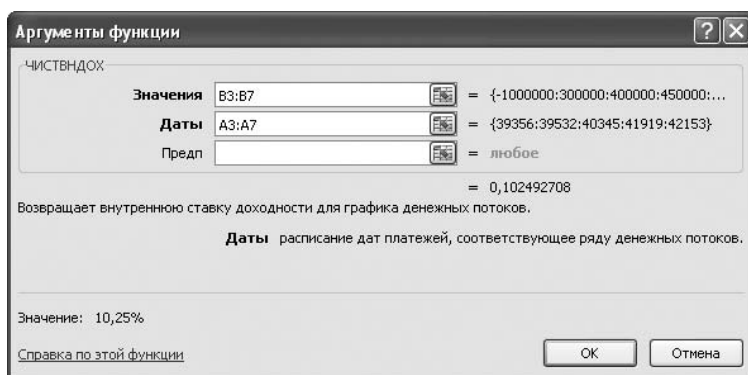 Аргументы функции
ЧИСТВНДОХ
Значения B3:B7 = {-1000000:300000:400000:450000:...
Даты A3:A7 = {39356:39532:40345:41919:42153}
Предп = любое
= 0,102492708
Возвращает внутреннюю ставку доходности для графика денежных потоков.
Даты расписание дат платежей, соответствующее ряду денежных потоков.
Значение: 10,25%
Справка по этой функции
ОК Отмена